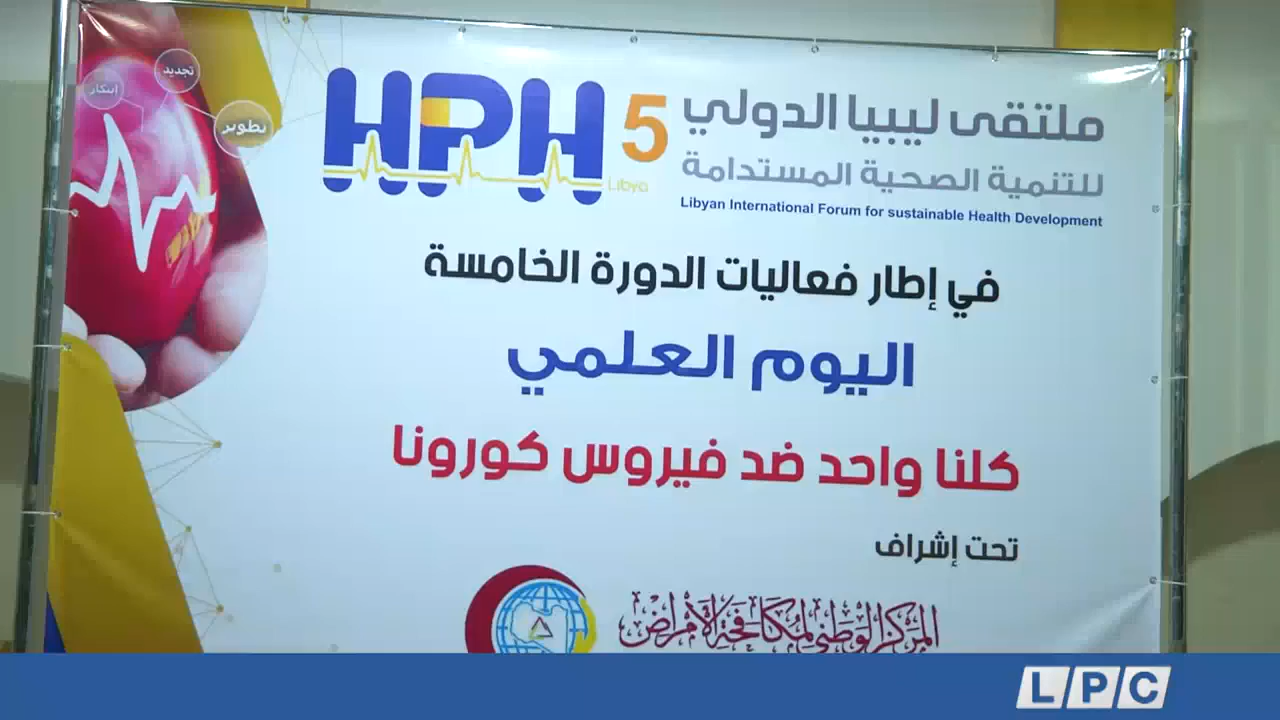 ملتقى ليبيا الدولي
للتنمية الصحية المستدامة
Libyan International Forum for sustainable Health Development
HPH 5
Libya
تجديد
ابتكار
تطوير
في إطار فعاليات الدورة الخامسة
اليوم العلمي
كلنا واحد ضد فيروس كورونا
تحت إشراف
المركز الوطني لمكافحة الأمراض
LPC